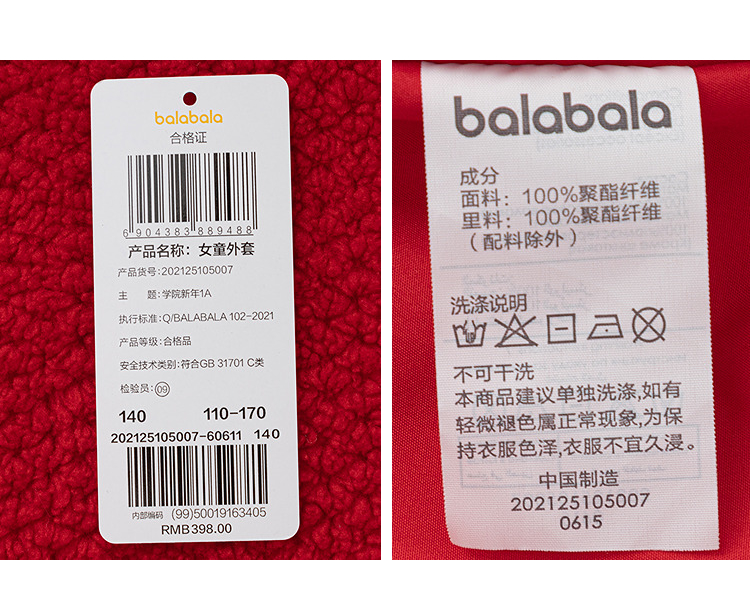 balabala
合格证
6 904383 889488
产品名称：女童外套
产品货号：202125105007
主 题：学院新年1A
执行标准：Q/BALABALA 102-2021
产品等级：合格品
安全技术类别：符合GB 31701 C类
检验员：09
140 110-170
202125105007-60611 140
内部编码 (99)50019163405
RMB398.00
balabala
成分
面料：100%聚酯纤维
里料：100%聚酯纤维
（配料除外）
洗涤说明
不可干洗
本商品建议单独洗涤,如有
轻微褪色属正常现象,为保
持衣服色泽,衣服不宜久浸。
中国制造
202125105007
0615